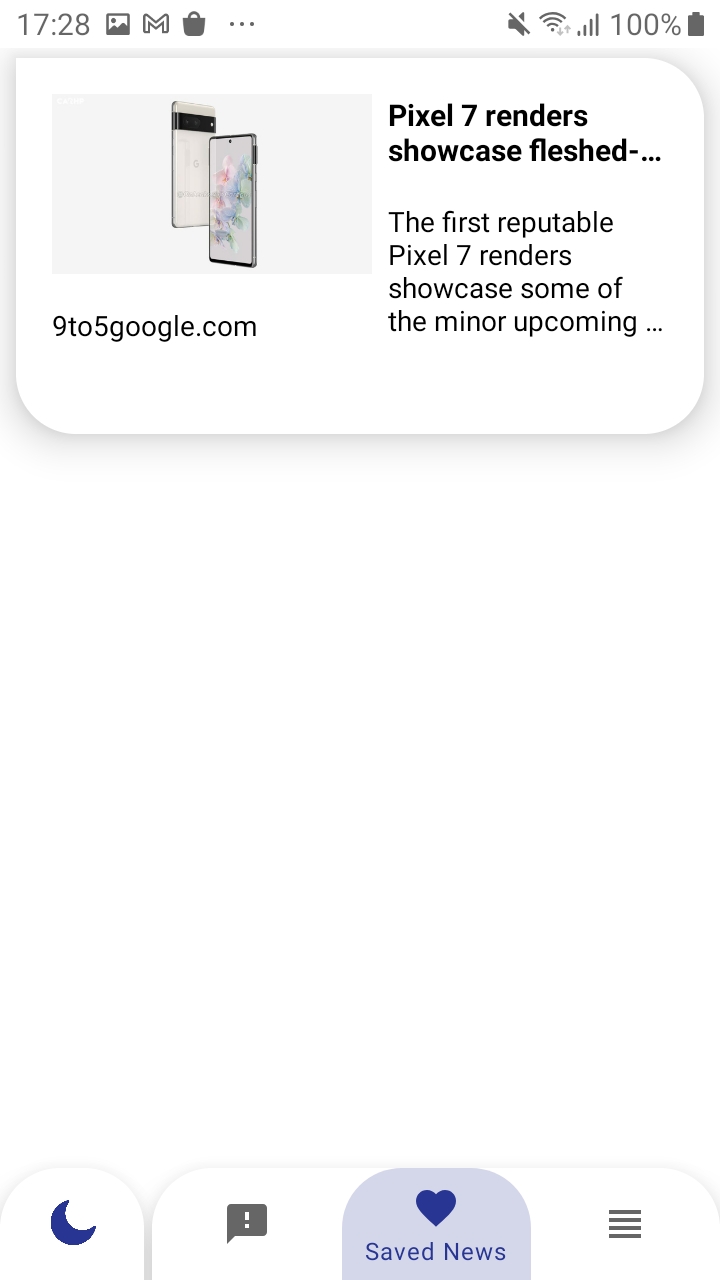 17:28
100%
Pixel 7 renders
showcase fleshed-...
The first reputable
Pixel 7 renders
showcase some of
the minor upcoming ...
9to5google.com
Saved News